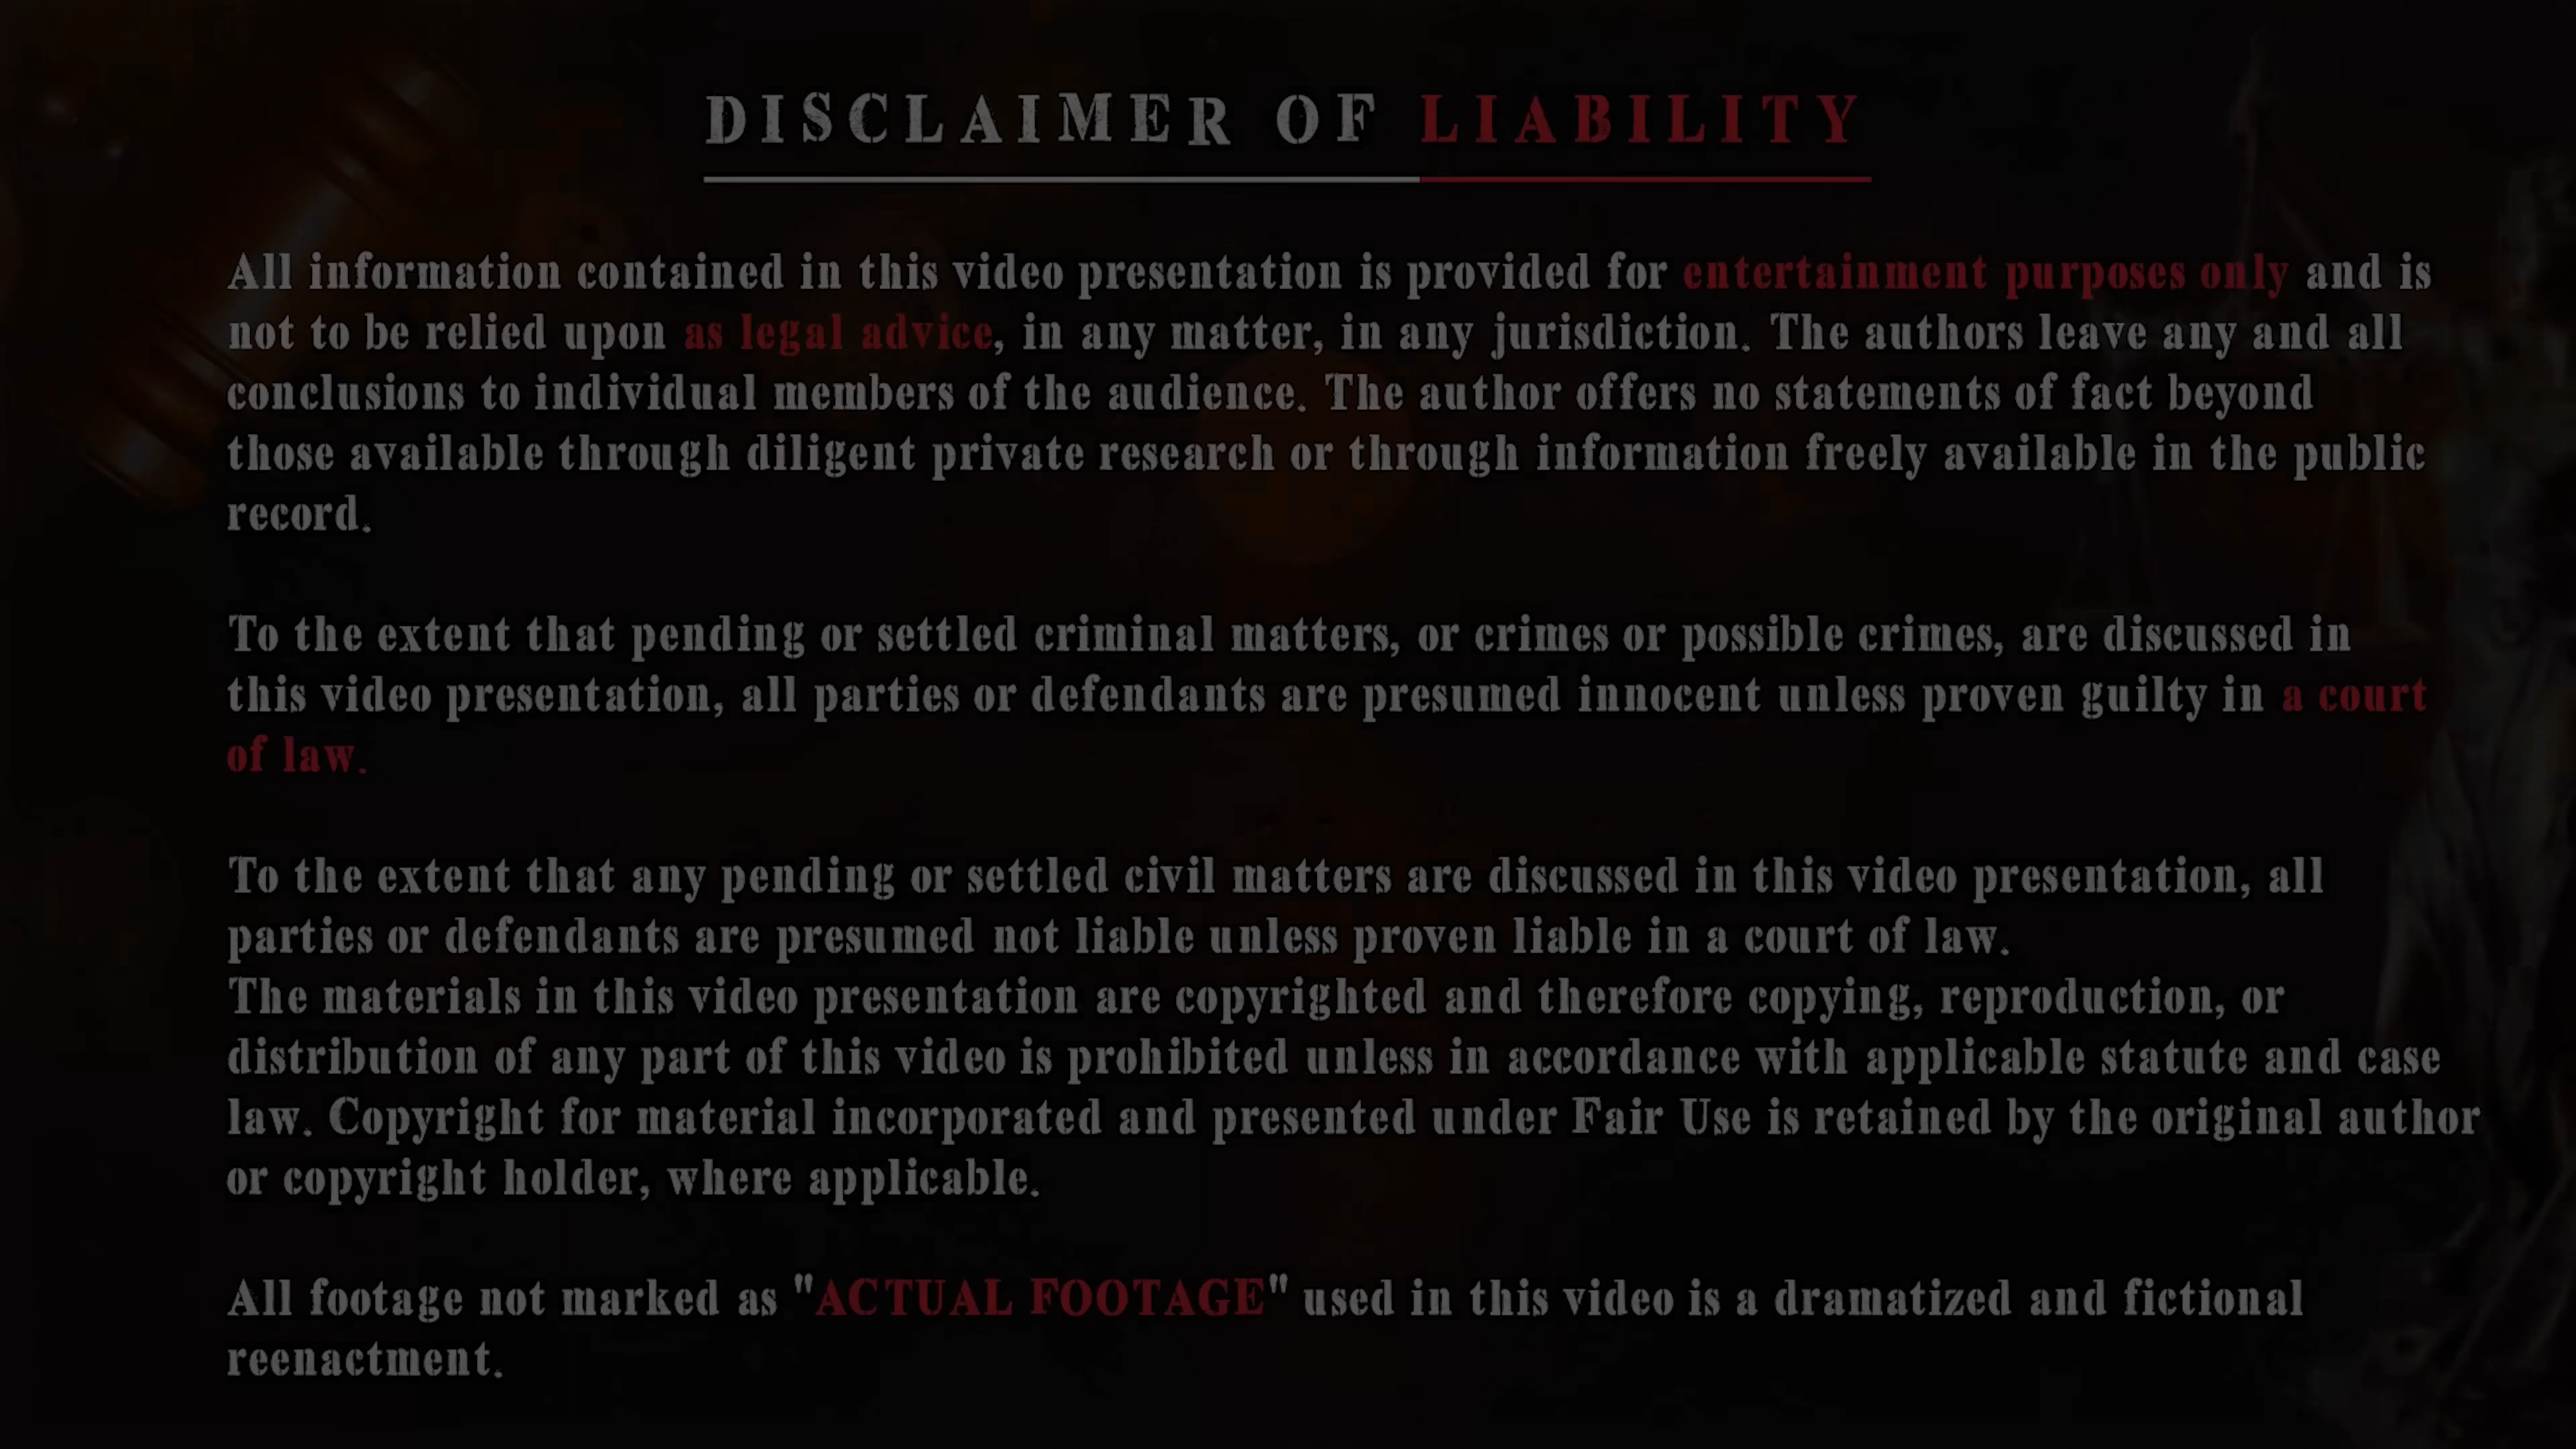 DISCLAIMER OF LIABILITY
All information contained in this video presentation is provided for entertainment purposes only and is
not to be relied upon as legal advice, in any matter, in any jurisdiction. The authors leave any and all
conclusions to individual members of the audience. The author offers no statements of fact beyond
those available through diligent private research or through information freely available in the public
record.
To the extent that pending or settled criminal matters, or crimes or possible crimes, are discussed in
this video presentation, all parties or defendants are presumed innocent unless proven guilty in a court
of law.
To the extent that any pending or settled civil matters are discussed in this video presentation, all
parties or defendants are presumed not liable unless proven liable in a court of law.
The materials in this video presentation are copyrighted and therefore copying, reproduction, or
distribution of any part of this video is prohibited unless in accordance with applicable statute and case
law. Copyright for material incorporated and presented under Fair Use is retained by the original author
or copyright holder, where applicable.
All footage not marked as "ACTUAL FOOTAGE" used in this video is a dramatized and fictional
reenactment.